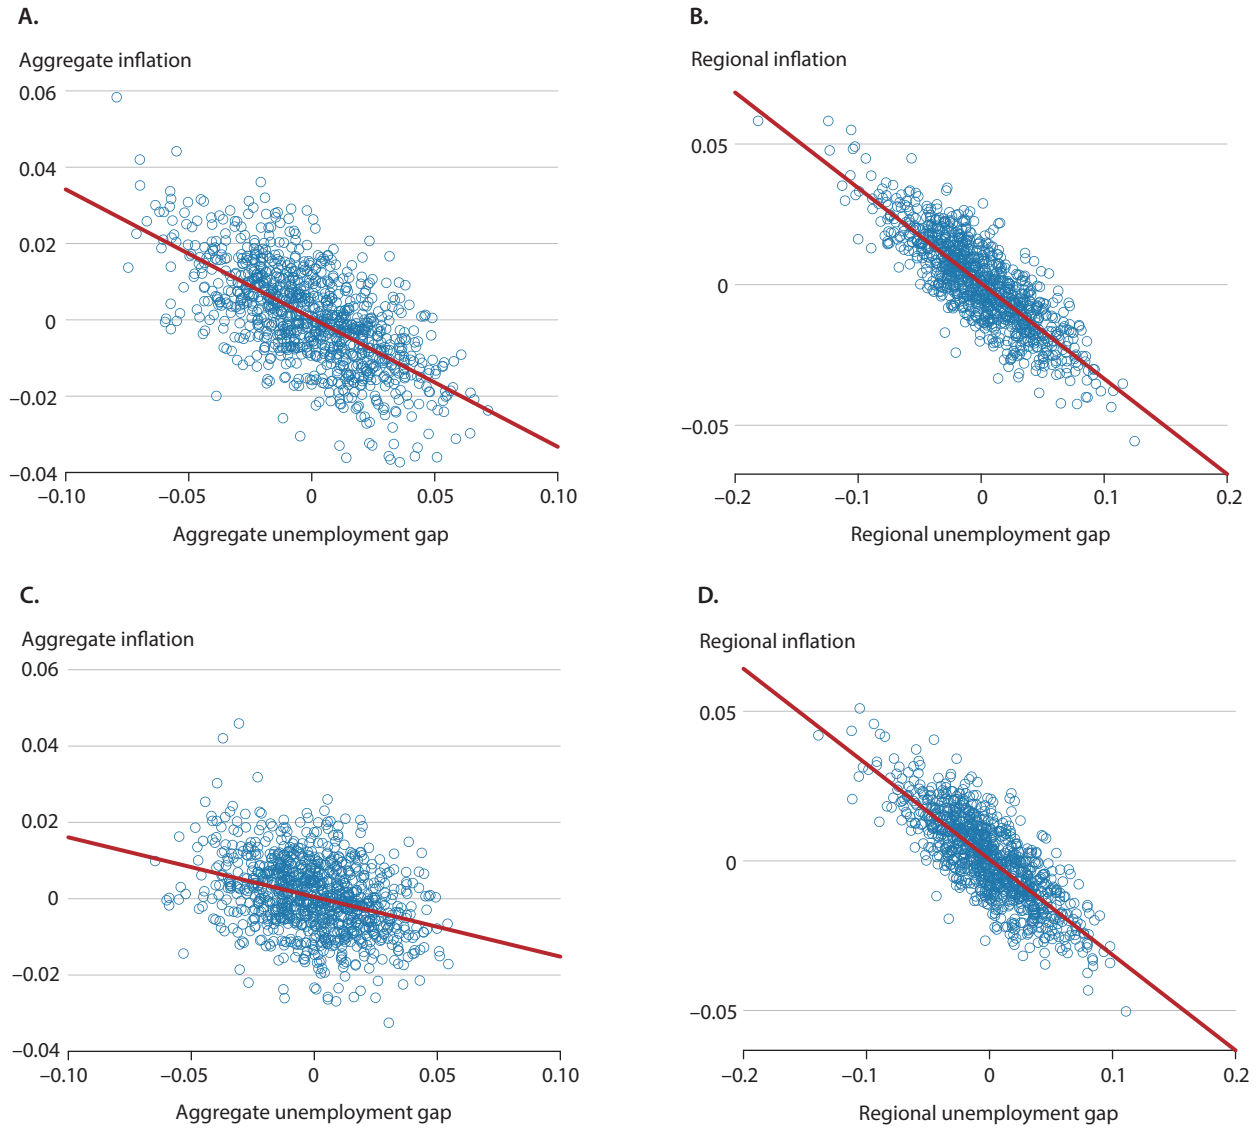 A.
Aggregate inflation
0.06
0.04
0.02
0
−0.02
−0.04
−0.10 −0.05 0 0.05 0.10
Aggregate unemployment gap
B.
Regional inflation
0.05
0
−0.05
−0.2 −0.1 0 0.1 0.2
Regional unemployment gap
C.
Aggregate inflation
0.06
0.04
0.02
0
−0.02
−0.04
−0.10 −0.05 0 0.05 0.10
Aggregate unemployment gap
D.
Regional inflation
0.05
0
−0.05
−0.2 −0.1 0 0.1 0.2
Regional unemployment gap